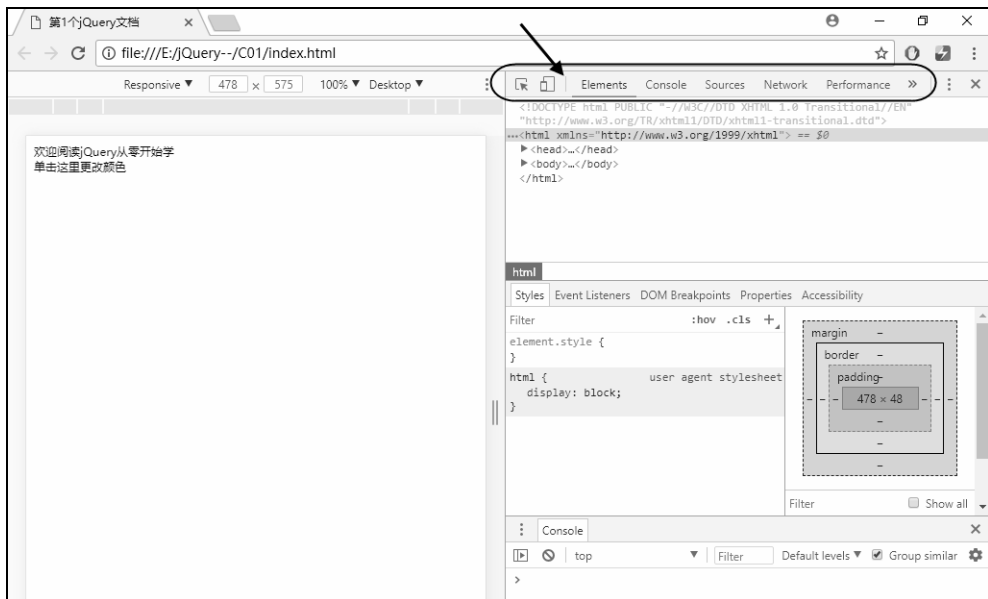 第1个jQuery文档
file:///E:/jQuery--/C01/index.html
Responsive ▼ 478 × 575 100% ▼ Desktop ▼
Elements Console Sources Network Performance »
<!DOCTYPE html PUBLIC "-//W3C//DTD XHTML 1.0 Transitional//EN"
"http://www.w3.org/TR/xhtml1/DTD/xhtml1-transitional.dtd">
...<html xmlns="http://www.w3.org/1999/xhtml"> == $0
▶<head>…</head>
▶<body>…</body>
</html>
欢迎阅读jQuery从零开始学
单击这里更改颜色
html
Styles Event Listeners DOM Breakpoints Properties Accessibility
Filter :hov .cls +
element.style {
}
html { user agent stylesheet
display: block;
}
margin –
border –
padding–
– – – 478 × 48 – – –
–
–
–
Filter Show all
Console
top ▼ Filter Default levels ▼ Group similar
>